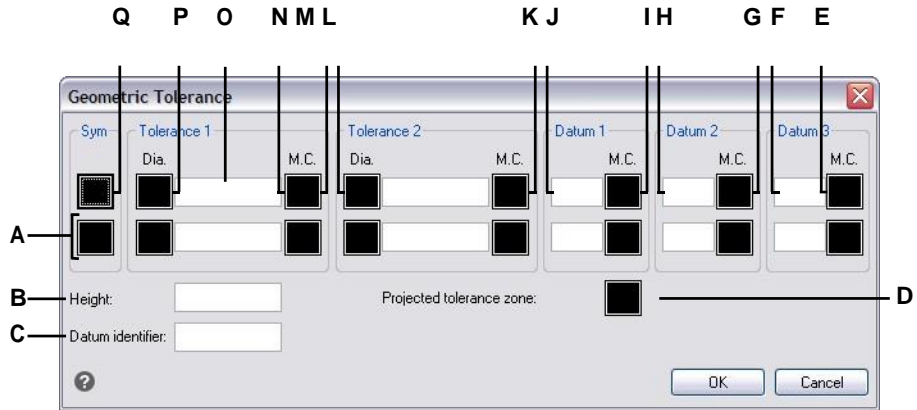 Q P O N M L K J I H G F E
Geometric Tolerance
Sym Tolerance 1 Tolerance 2 Datum 1 Datum 2 Datum 3
Dia. M.C. Dia. M.C. M.C. M.C. M.C.
A
B Height: Projected tolerance zone: D
C Datum identifier:
? OK Cancel